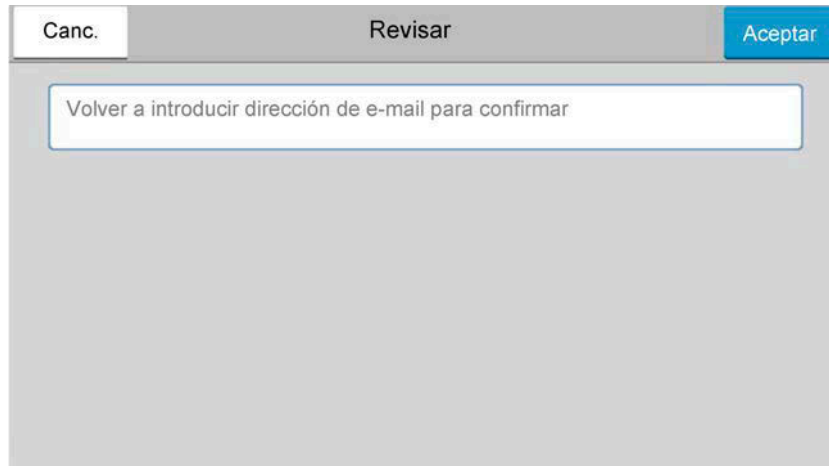 Canc.
Revisar
Aceptar
Volver a introducir dirección de e-mail para confirmar